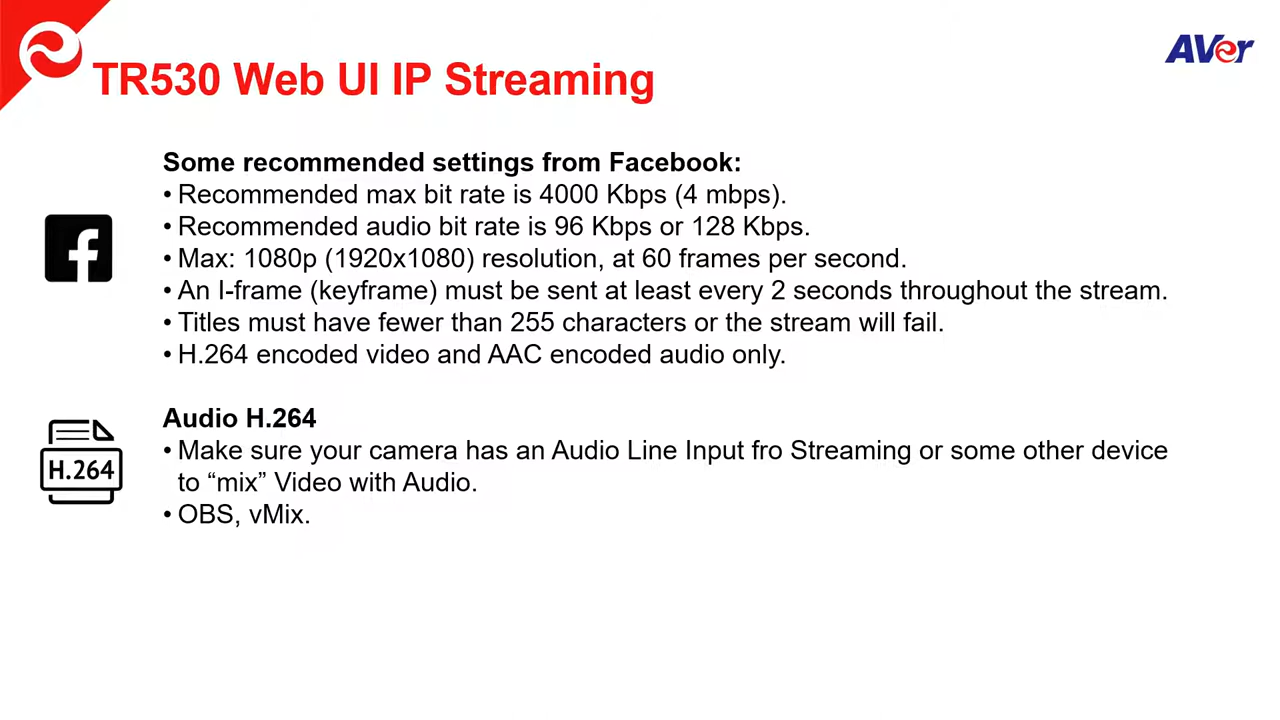 AVer
TR530 Web UI IP Streaming
Some recommended settings from Facebook:
• Recommended max bit rate is 4000 Kbps (4 mbps).
• Recommended audio bit rate is 96 Kbps or 128 Kbps.
• Max: 1080p (1920x1080) resolution, at 60 frames per second.
• An I-frame (keyframe) must be sent at least every 2 seconds throughout the stream.
• Titles must have fewer than 255 characters or the stream will fail.
• H.264 encoded video and AAC encoded audio only.
Audio H.264
• Make sure your camera has an Audio Line Input fro Streaming or some other device
to “mix” Video with Audio.
• OBS, vMix.
H.264